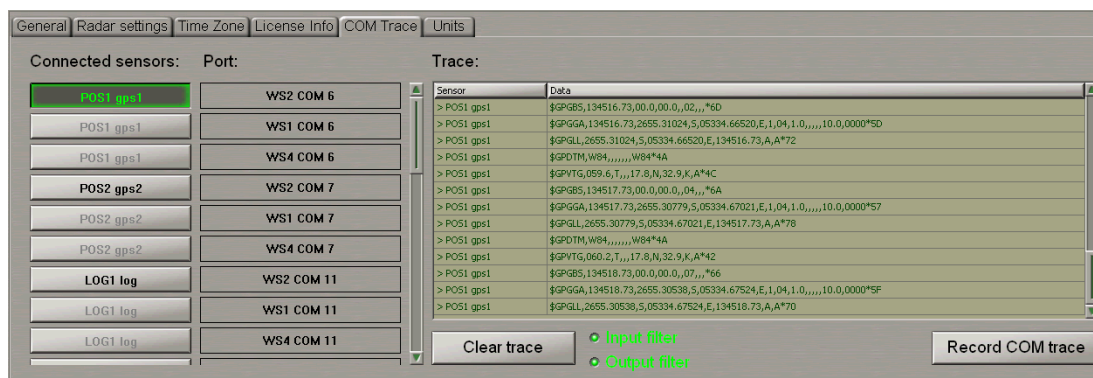 General Radar settings Time Zone License Info COM Trace Units
Connected sensors: Port: Trace:
POS1 gps1 WS2 COM 6
POS1 gps1 WS1 COM 6
POS1 gps1 WS4 COM 6
POS2 gps2 WS2 COM 7
POS2 gps2 WS1 COM 7
POS2 gps2 WS4 COM 7
LOG1 log WS2 COM 11
LOG1 log WS1 COM 11
LOG1 log WS4 COM 11
Sensor Data
> POS1 gps1 $GPGBS,134516.73,00.0,00.0,,02,,,*6D
> POS1 gps1 $GPGGA,134516.73,2655.31024,S,05334.66520,E,1,04,1.0,,,,,10.0,0000*5D
> POS1 gps1 $GPGLL,2655.31024,S,05334.66520,E,134516.73,A,A*72
> POS1 gps1 $GPDTM,W84,,,,,,,W84*4A
> POS1 gps1 $GPVTG,059.6,T,,,17.8,N,32.9,K,A*4C
> POS1 gps1 $GPGBS,134517.73,00.0,00.0,,04,,,*6A
> POS1 gps1 $GPGGA,134517.73,2655.30779,S,05334.67021,E,1,04,1.0,,,,,10.0,0000*57
> POS1 gps1 $GPGLL,2655.30779,S,05334.67021,E,134517.73,A,A*78
> POS1 gps1 $GPDTM,W84,,,,,,,W84*4A
> POS1 gps1 $GPVTG,060.2,T,,,17.8,N,32.9,K,A*42
> POS1 gps1 $GPGBS,134518.73,00.0,00.0,,07,,,*66
> POS1 gps1 $GPGGA,134518.73,2655.30538,S,05334.67524,E,1,04,1.0,,,,,10.0,0000*5F
> POS1 gps1 $GPGLL,2655.30538,S,05334.67524,E,134518.73,A,A*70
Clear trace
Input filter
Output filter
Record COM trace